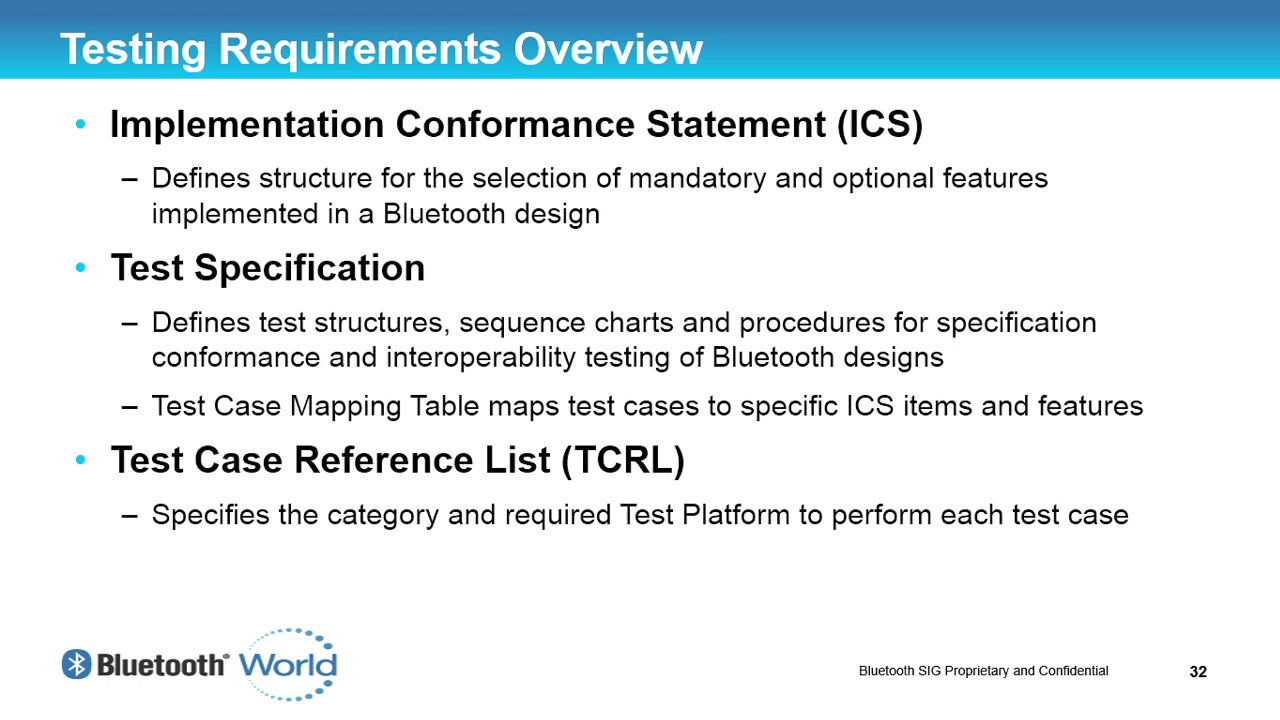 Testing Requirements Overview
• Implementation Conformance Statement (ICS)
– Defines structure for the selection of mandatory and optional features
implemented in a Bluetooth design
• Test Specification
– Defines test structures, sequence charts and procedures for specification
conformance and interoperability testing of Bluetooth designs
– Test Case Mapping Table maps test cases to specific ICS items and features
• Test Case Reference List (TCRL)
– Specifies the category and required Test Platform to perform each test case
Bluetooth® World
Bluetooth SIG Proprietary and Confidential
32